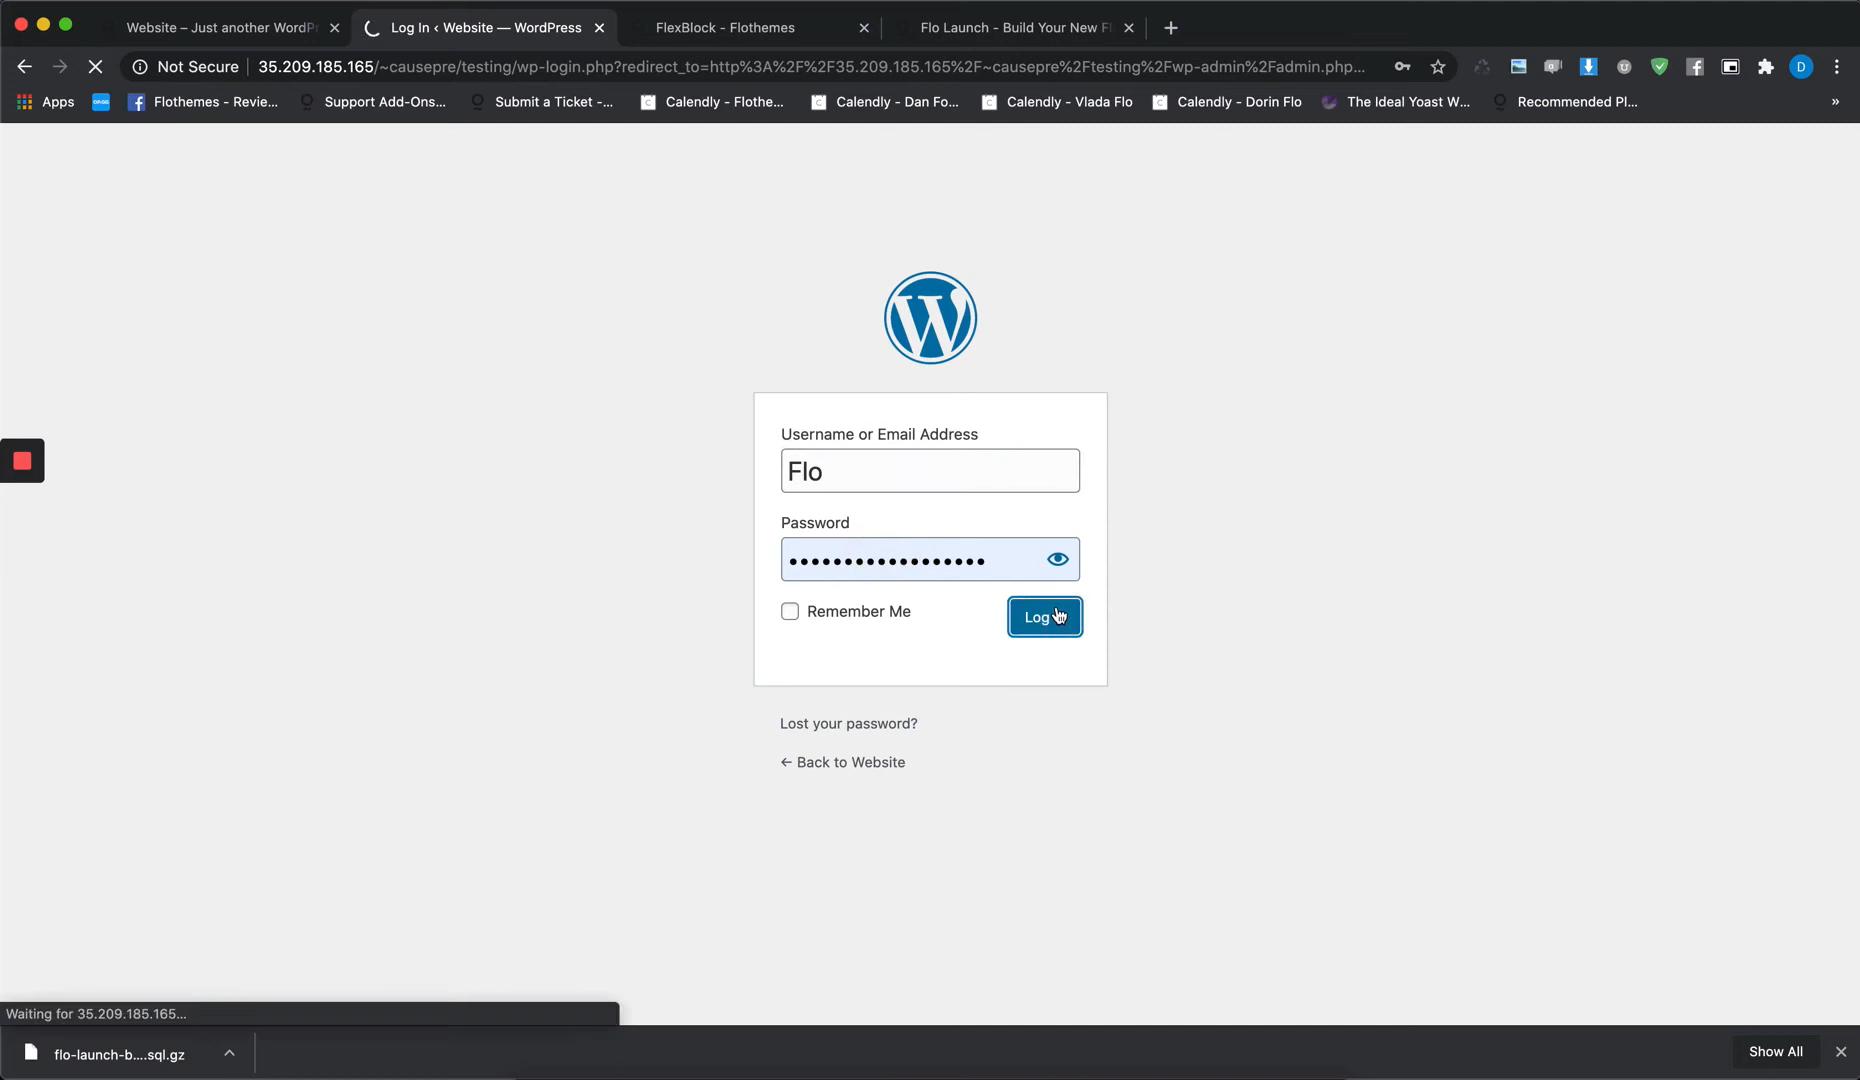 Website – Just another WordPr
Log In ‹ Website — WordPress
FlexBlock - Flothemes
Flo Launch - Build Your New Fl
Not Secure
35.209.185.165/~causepre/testing/wp-login.php?redirect_to=http%3A%2F%2F35.209.185.165%2F~causepre%2Ftesting%2Fwp-admin%2Fadmin.php...
D
Apps
Flothemes - Revie...
Support Add-Ons...
Submit a Ticket -...
Calendly - Flothe...
Calendly - Dan Fo...
Calendly - Vlada Flo
Calendly - Dorin Flo
The Ideal Yoast W...
Recommended Pl...
»
Username or Email Address
Flo
Password
Remember Me
Log
Lost your password?
← Back to Website
Waiting for 35.209.185.165...
flo-launch-b....sql.gz
Show All